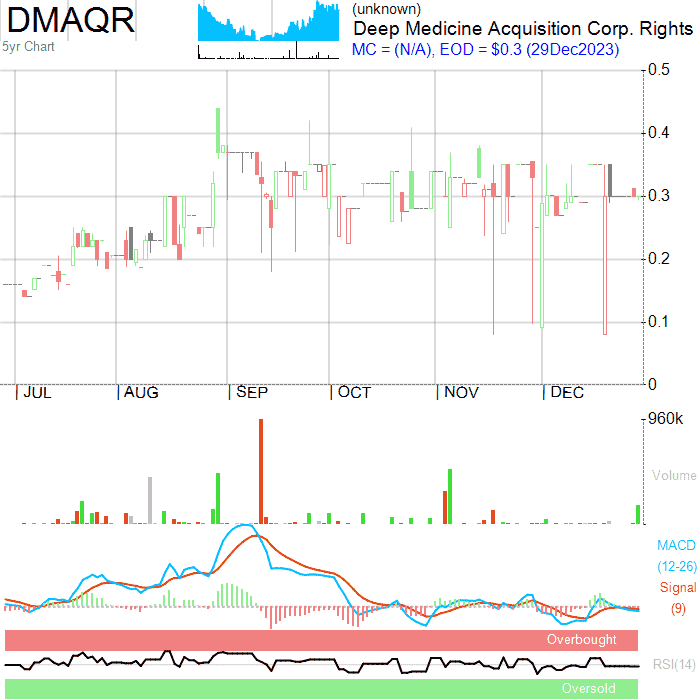 DMAQR
5yr Chart
(unknown)
Deep Medicine Acquisition Corp. Rights
MC = (N/A), EOD = $0.3 (29Dec2023)
0.5
0.4
0.3
0.2
0.1
0
JUL AUG SEP OCT NOV DEC
960k
Volume
MACD
(12-26)
Signal
(9)
Overbought
RSI(14)
Oversold